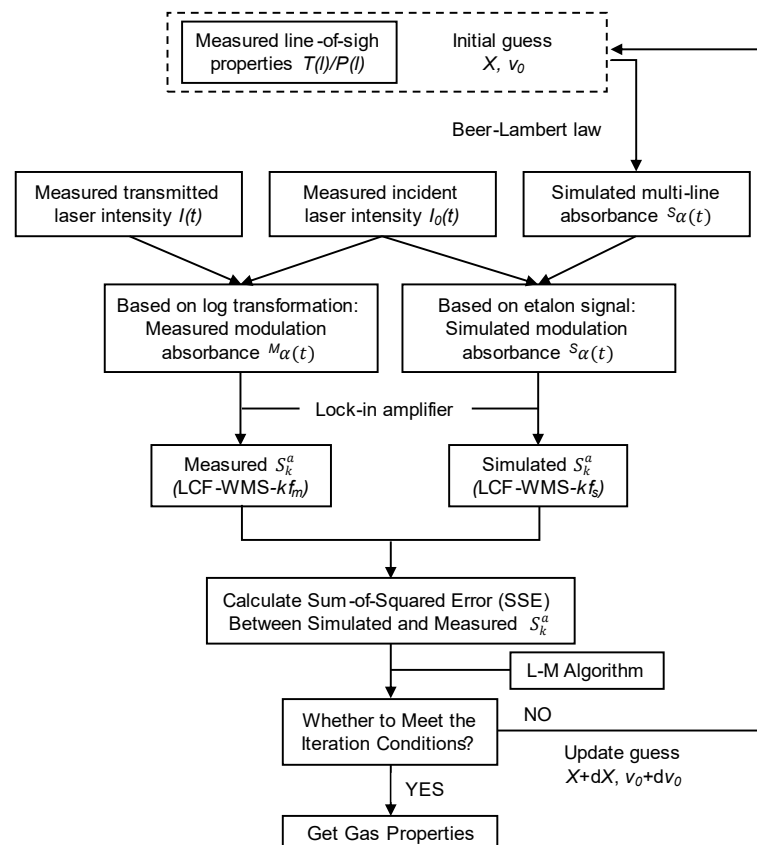 Measured line-of-sigh
properties T(l)/P(l)
Initial guess
X, v₀
Beer-Lambert law
Measured transmitted
laser intensity I(t)
Measured incident
laser intensity I₀(t)
Simulated multi-line
absorbance ˢα(t)
Based on log transformation:
Measured modulation
absorbance ᴹα(t)
Based on etalon signal:
Simulated modulation
absorbance ˢα(t)
Lock-in amplifier
Measured Sₖᵃ
(LCF-WMS-kfₘ)
Simulated Sₖᵃ
(LCF-WMS-kfₛ)
Calculate Sum-of-Squared Error (SSE)
Between Simulated and Measured Sₖᵃ
L-M Algorithm
Whether to Meet the
Iteration Conditions?
NO
Update guess
X+dX, v₀+dv₀
YES
Get Gas Properties